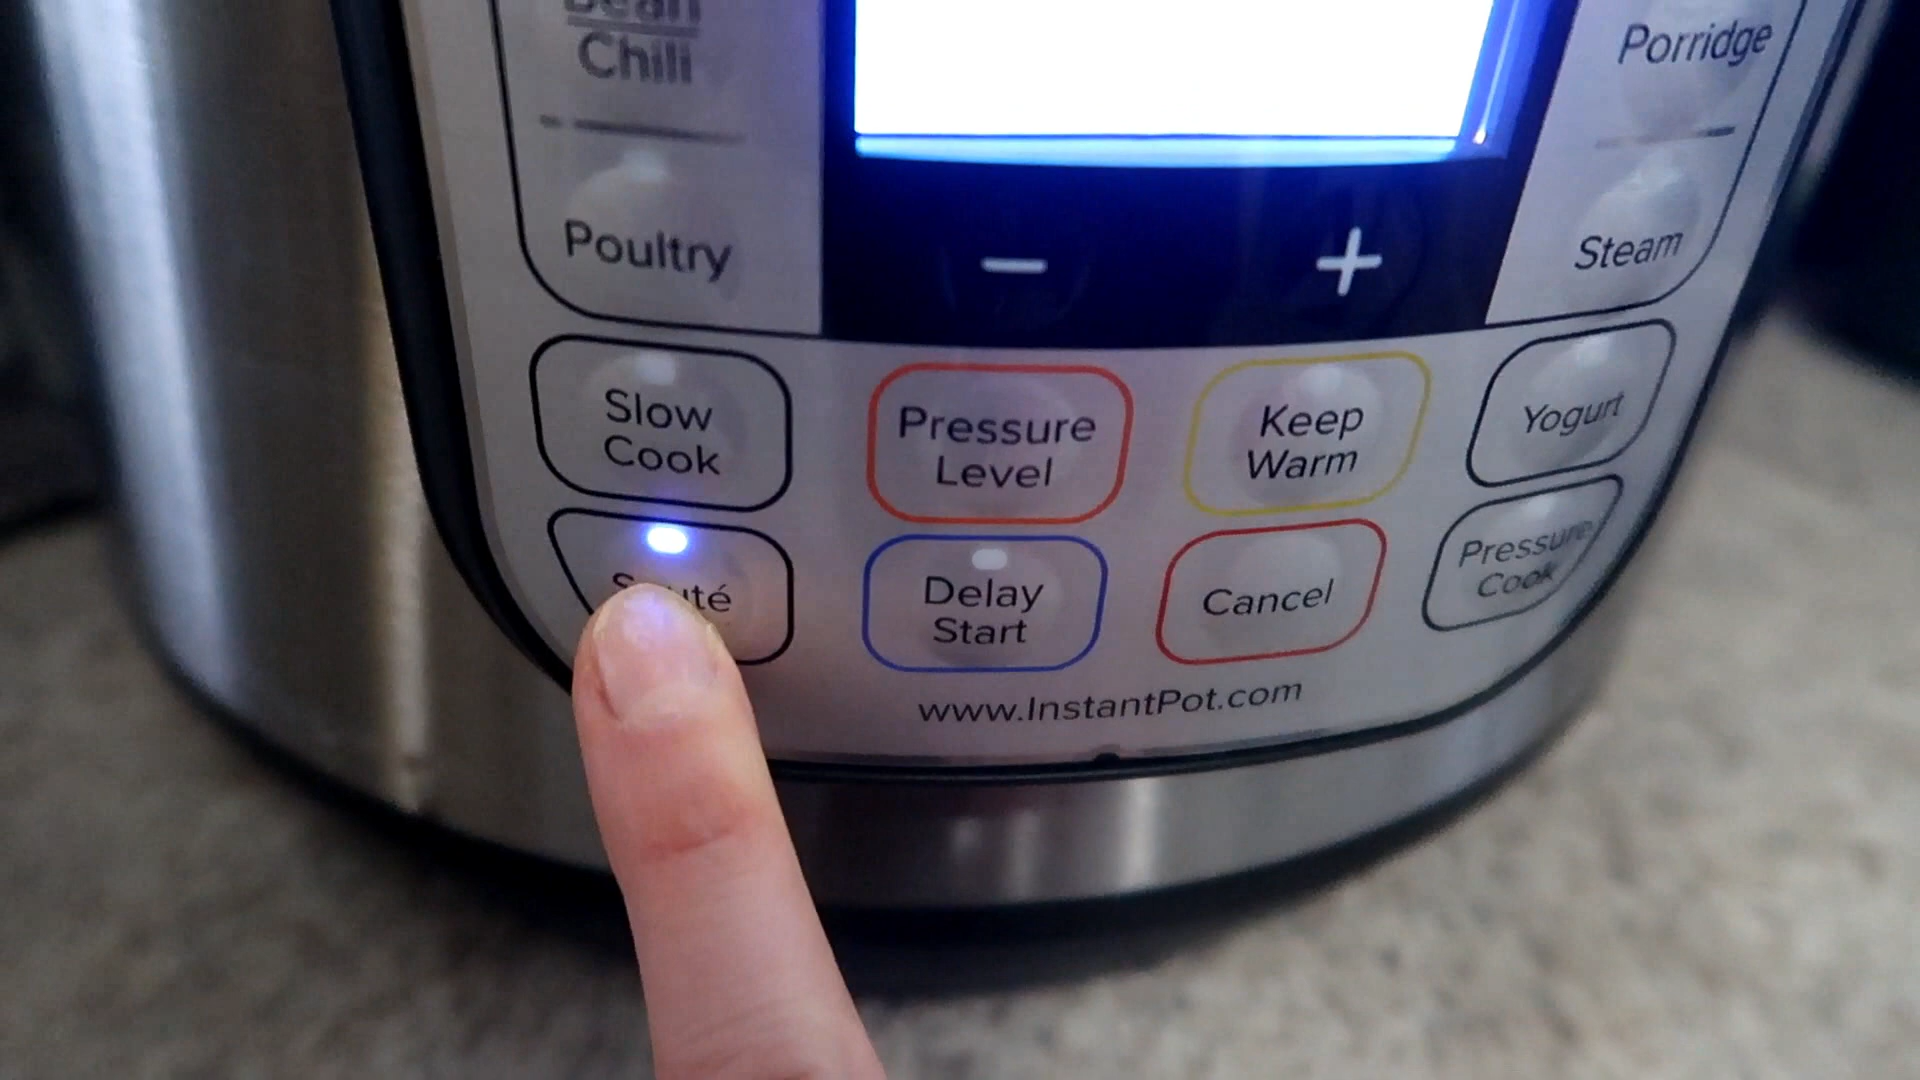 Bean
Chili
Porridge
Poultry
−
+
Steam
Slow
Cook
Pressure
Level
Keep
Warm
Yogurt
Delay
Start
Cancel
Pressure
Cook
www.InstantPot.com